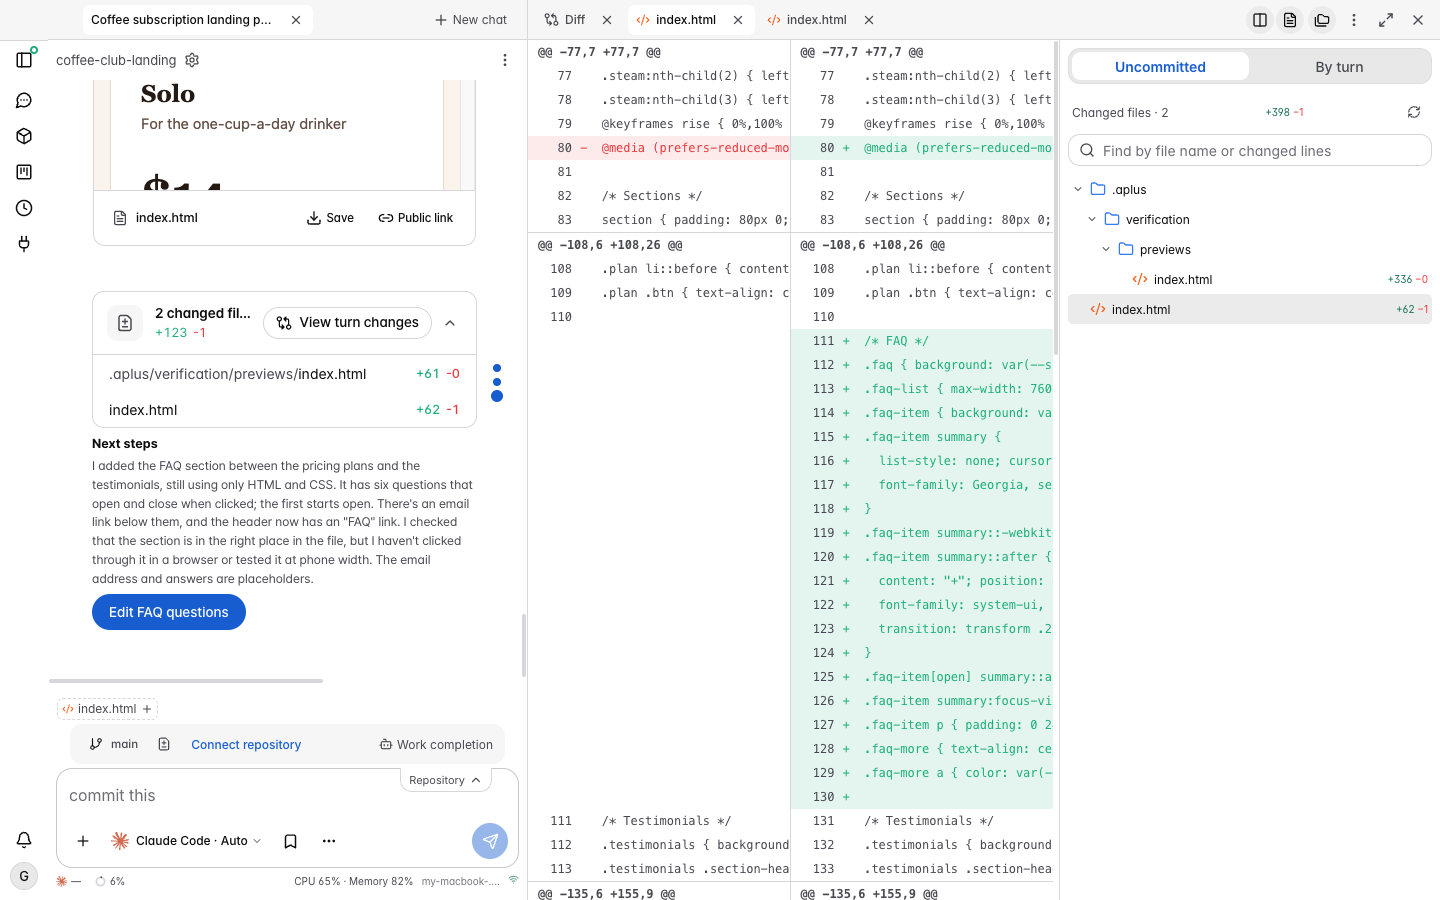 Coffee subscription landing p...
New chat
Diff
index.html
index.html
coffee-club-landing
Solo
For the one-cup-a-day drinker
index.html
Save
Public link
2 changed fil...
+123 -1
View turn changes
.aplus/verification/previews/index.html +61 -0
index.html +62 -1
Next steps
I added the FAQ section between the pricing plans and the
testimonials, still using only HTML and CSS. It has six questions that
open and close when clicked; the first starts open. There's an email
link below them, and the header now has an "FAQ" link. I checked
that the section is in the right place in the file, but I haven't clicked
through it in a browser or tested it at phone width. The email
address and answers are placeholders.
Edit FAQ questions
index.html +
main
Connect repository
Work completion
Repository
commit this
Claude Code · Auto
G
6%
CPU 65% · Memory 82%
my-macbook-....
@@ -77,7 +77,7 @@
77 .steam:nth-child(2) { left
78 .steam:nth-child(3) { left
79 @keyframes rise { 0%,100%
80 - @media (prefers-reduced-mo
81
82 /* Sections */
83 section { padding: 80px 0;
@@ -108,6 +108,26 @@
108 .plan li::before { content
109 .plan .btn { text-align: c
110
111 /* Testimonials */
112 .testimonials { background
113 .testimonials .section-hea
@@ -135,6 +155,9 @@
@@ -77,7 +77,7 @@
77 .steam:nth-child(2) { left
78 .steam:nth-child(3) { left
79 @keyframes rise { 0%,100%
80 + @media (prefers-reduced-mo
81
82 /* Sections */
83 section { padding: 80px 0;
@@ -108,6 +108,26 @@
108 .plan li::before { content
109 .plan .btn { text-align: c
110
111 + /* FAQ */
112 + .faq { background: var(--s
113 + .faq-list { max-width: 760
114 + .faq-item { background: va
115 + .faq-item summary {
116 + list-style: none; cursor
117 + font-family: Georgia, se
118 + }
119 + .faq-item summary::-webkit
120 + .faq-item summary::after {
121 + content: "+"; position:
122 + font-family: system-ui,
123 + transition: transform .2
124 + }
125 + .faq-item[open] summary::a
126 + .faq-item summary:focus-vi
127 + .faq-item p { padding: 0 2
128 + .faq-more { text-align: ce
129 + .faq-more a { color: var(-
130 +
131 /* Testimonials */
132 .testimonials { background
133 .testimonials .section-hea
@@ -135,6 +155,9 @@
Uncommitted
By turn
Changed files · 2
+398 -1
Find by file name or changed lines
.aplus
verification
previews
index.html +336 -0
index.html +62 -1